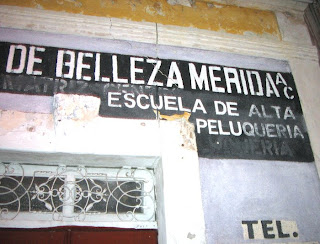 DE BELLEZA MERIDA A.C.
ESCUELA DE ALTA
PELUQUERIA
TEL.